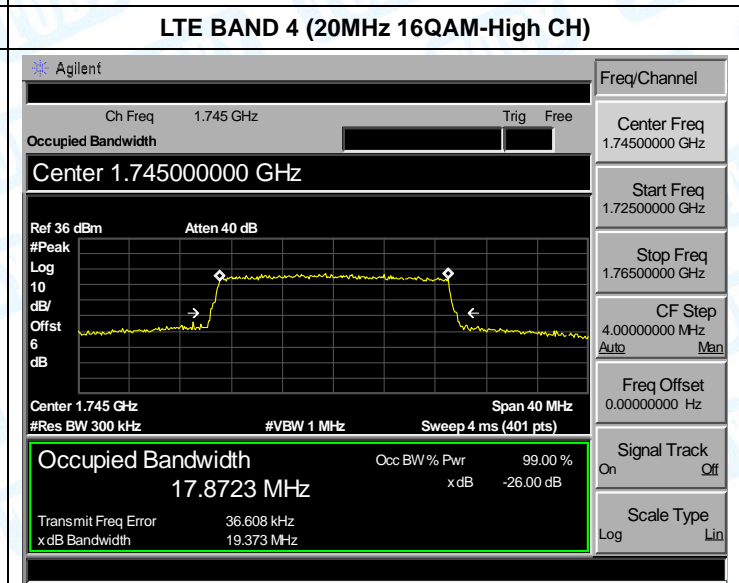 LTE BAND 4 (20MHz 16QAM-High CH)
Agilent
Freq/Channel
Ch Freq 1.745 GHz Trig Free
Occupied Bandwidth
Center 1.745000000 GHz
Ref 36 dBm Atten 40 dB
#Peak
Log
10
dB/
Offst
6
dB
Center 1.745 GHz Span 40 MHz
#Res BW 300 kHz #VBW 1 MHz Sweep 4 ms (401 pts)
Occupied Bandwidth Occ BW % Pwr 99.00 %
17.8723 MHz x dB -26.00 dB
Transmit Freq Error 36.608 kHz
x dB Bandwidth 19.373 MHz
Center Freq
1.74500000 GHz
Start Freq
1.72500000 GHz
Stop Freq
1.76500000 GHz
CF Step
4.00000000 MHz
Auto Man
Freq Offset
0.00000000 Hz
Signal Track
On Off
Scale Type
Log Lin